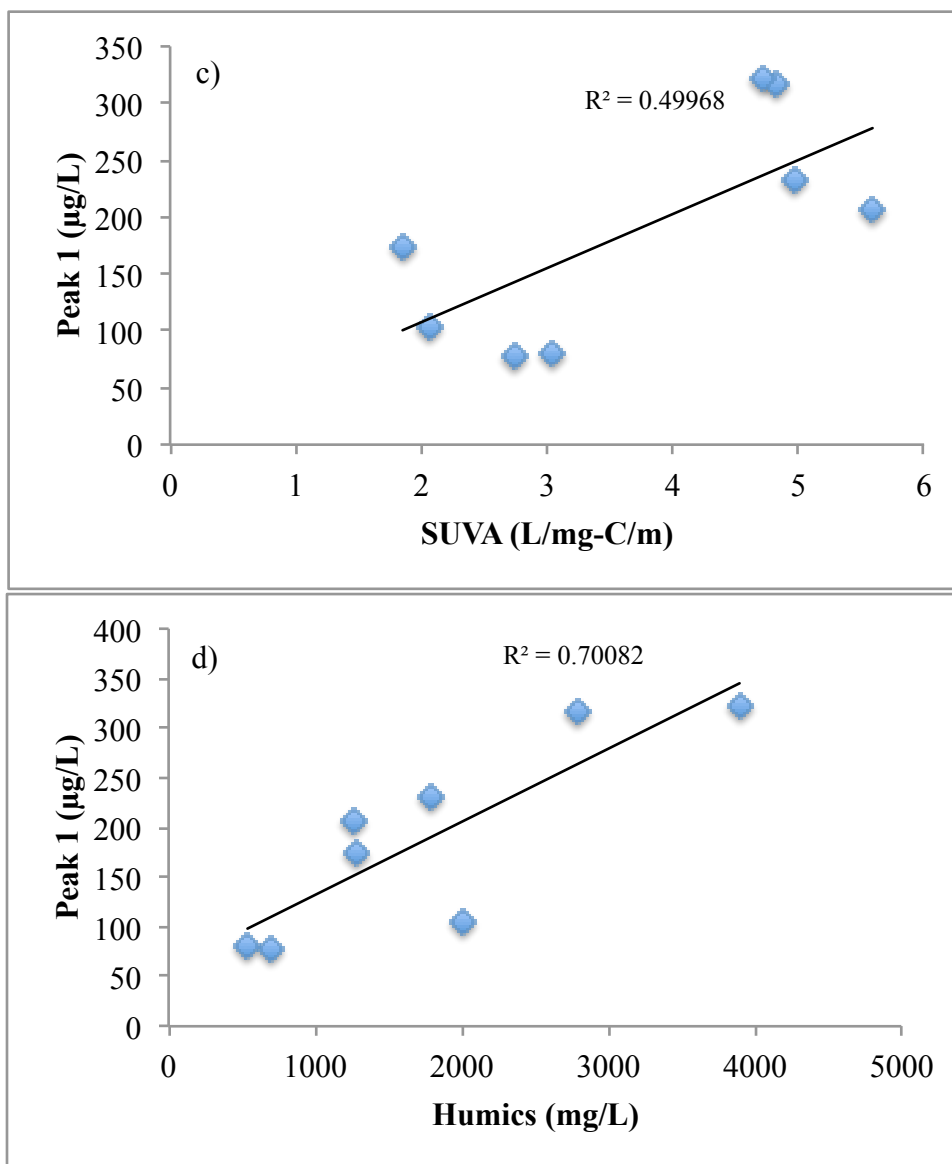 c)
R² = 0.49968
350
300
250
200
150
100
50
0
Peak 1 (µg/L)
0 1 2 3 4 5 6
SUVA (L/mg-C/m)
d)
R² = 0.70082
400
350
300
250
200
150
100
50
0
Peak 1 (µg/L)
0 1000 2000 3000 4000 5000
Humics (mg/L)